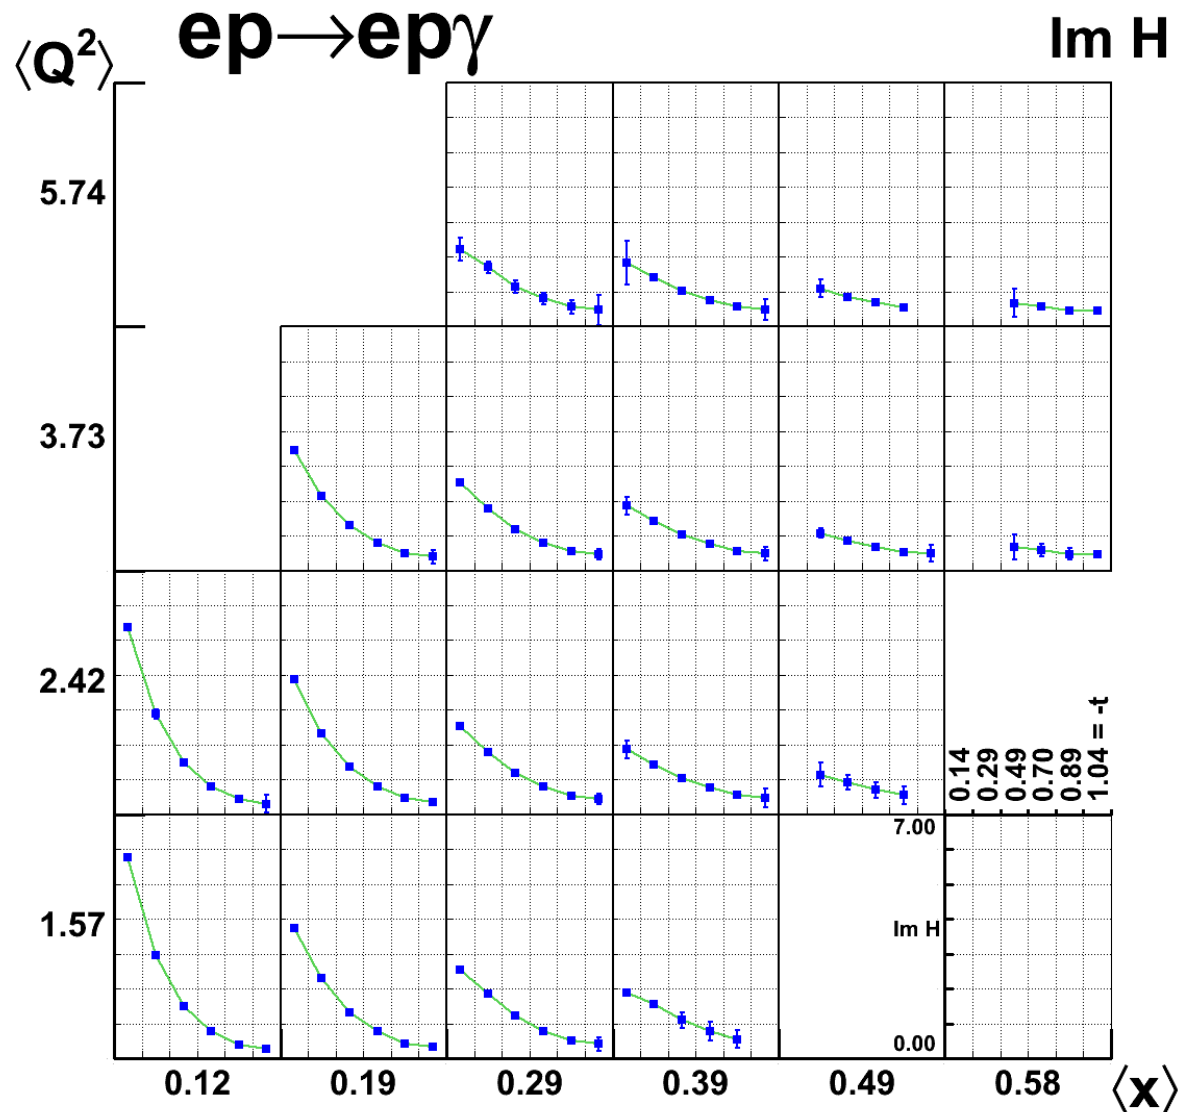 ep→epγ
Im H
⟨Q²⟩
5.74
3.73
2.42
0.14
0.29
0.49
0.70
0.89
1.04 = -t
7.00
1.57
Im H
0.00
0.12 0.19 0.29 0.39 0.49 0.58 ⟨x⟩